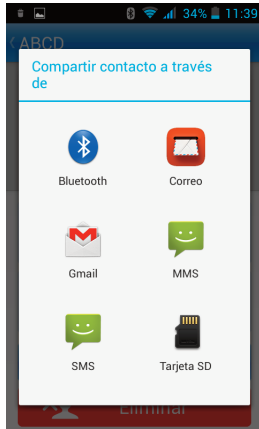 34% 11:39
ABCD
Compartir contacto a través
de
Bluetooth
Correo
Gmail
MMS
SMS
Tarjeta SD
Eliminar